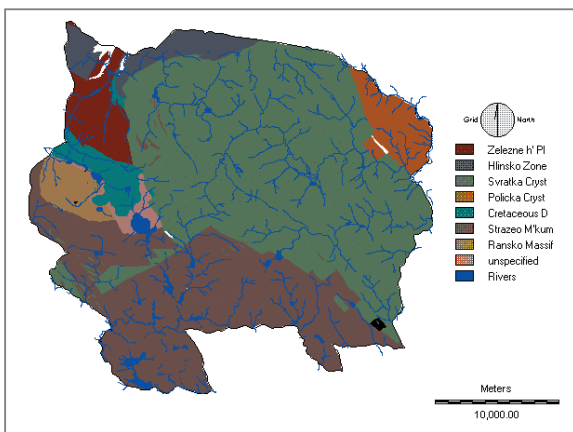 Grid North
Zelezne h' Pl
Hlinsko Zone
Svratka Cryst
Policka Cryst
Cretaceous D
Strazeo M'kum
Ransko Massif
unspecified
Rivers
Meters
10,000.00